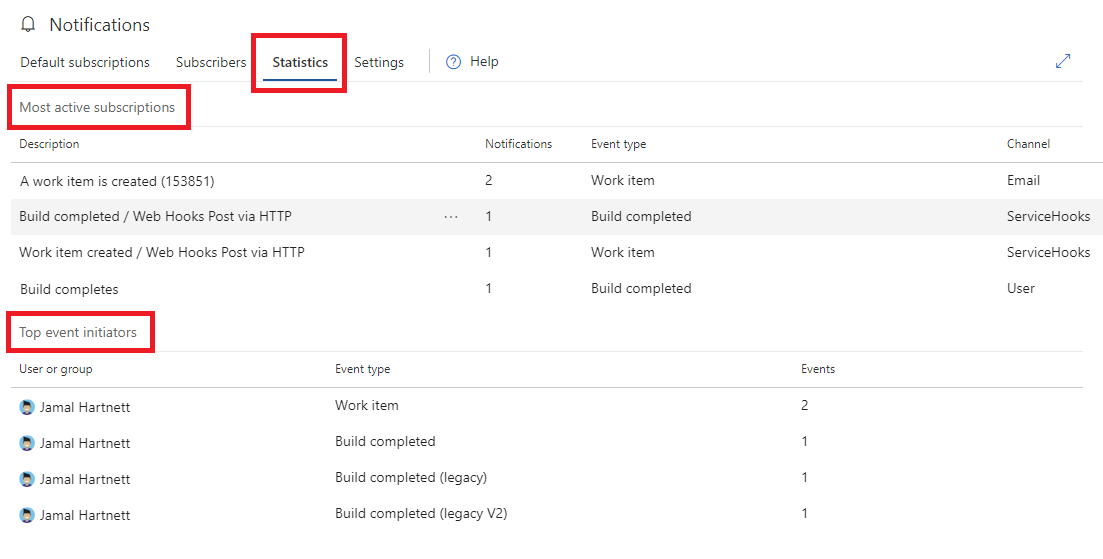 Notifications
Default subscriptions Subscribers Statistics Settings Help
Most active subscriptions
Description Notifications Event type Channel
A work item is created (153851) 2 Work item Email
Build completed / Web Hooks Post via HTTP ... 1 Build completed ServiceHooks
Work item created / Web Hooks Post via HTTP 1 Work item ServiceHooks
Build completes 1 Build completed User
Top event initiators
User or group Event type Events
Jamal Hartnett Work item 2
Jamal Hartnett Build completed 1
Jamal Hartnett Build completed (legacy) 1
Jamal Hartnett Build completed (legacy V2) 1